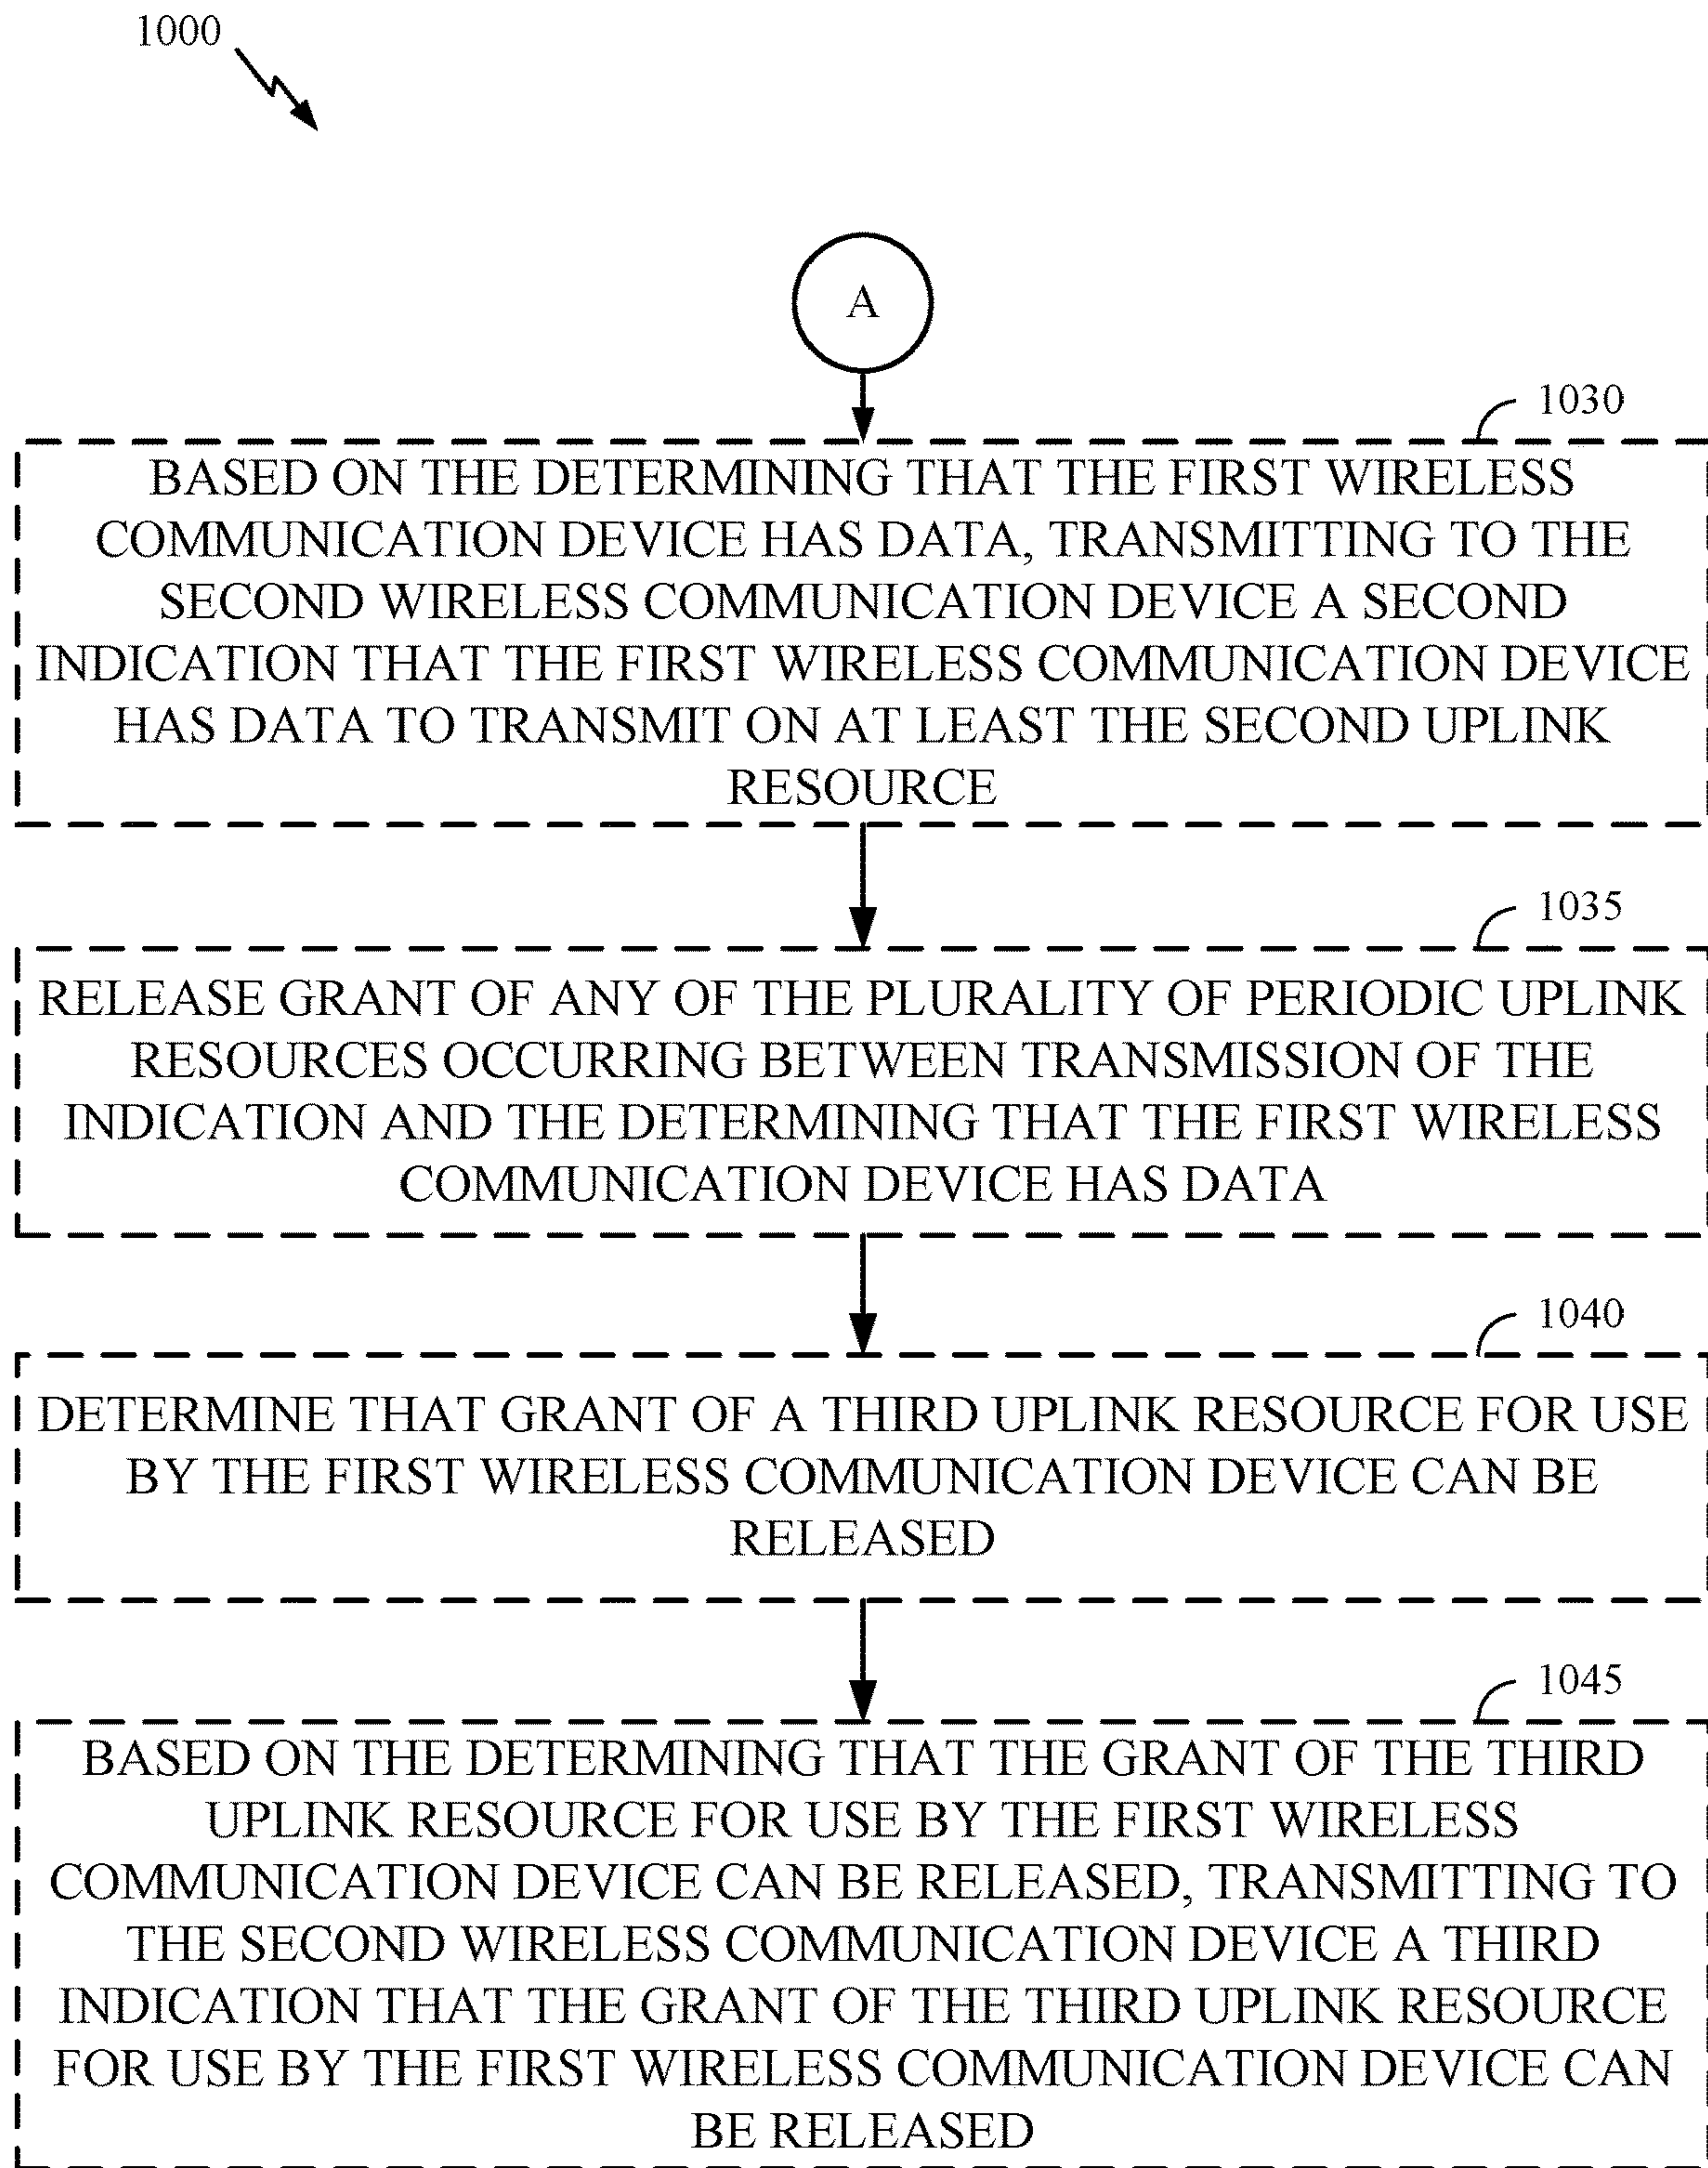 1000
A
1030
BASED ON THE DETERMINING THAT THE FIRST WIRELESS
COMMUNICATION DEVICE HAS DATA, TRANSMITTING TO THE
SECOND WIRELESS COMMUNICATION DEVICE A SECOND
INDICATION THAT THE FIRST WIRELESS COMMUNICATION DEVICE
HAS DATA TO TRANSMIT ON AT LEAST THE SECOND UPLINK
RESOURCE
1035
RELEASE GRANT OF ANY OF THE PLURALITY OF PERIODIC UPLINK
RESOURCES OCCURRING BETWEEN TRANSMISSION OF THE
INDICATION AND THE DETERMINING THAT THE FIRST WIRELESS
COMMUNICATION DEVICE HAS DATA
1040
DETERMINE THAT GRANT OF A THIRD UPLINK RESOURCE FOR USE
BY THE FIRST WIRELESS COMMUNICATION DEVICE CAN BE
RELEASED
1045
BASED ON THE DETERMINING THAT THE GRANT OF THE THIRD
UPLINK RESOURCE FOR USE BY THE FIRST WIRELESS
COMMUNICATION DEVICE CAN BE RELEASED, TRANSMITTING TO
THE SECOND WIRELESS COMMUNICATION DEVICE A THIRD
INDICATION THAT THE GRANT OF THE THIRD UPLINK RESOURCE
FOR USE BY THE FIRST WIRELESS COMMUNICATION DEVICE CAN
BE RELEASED